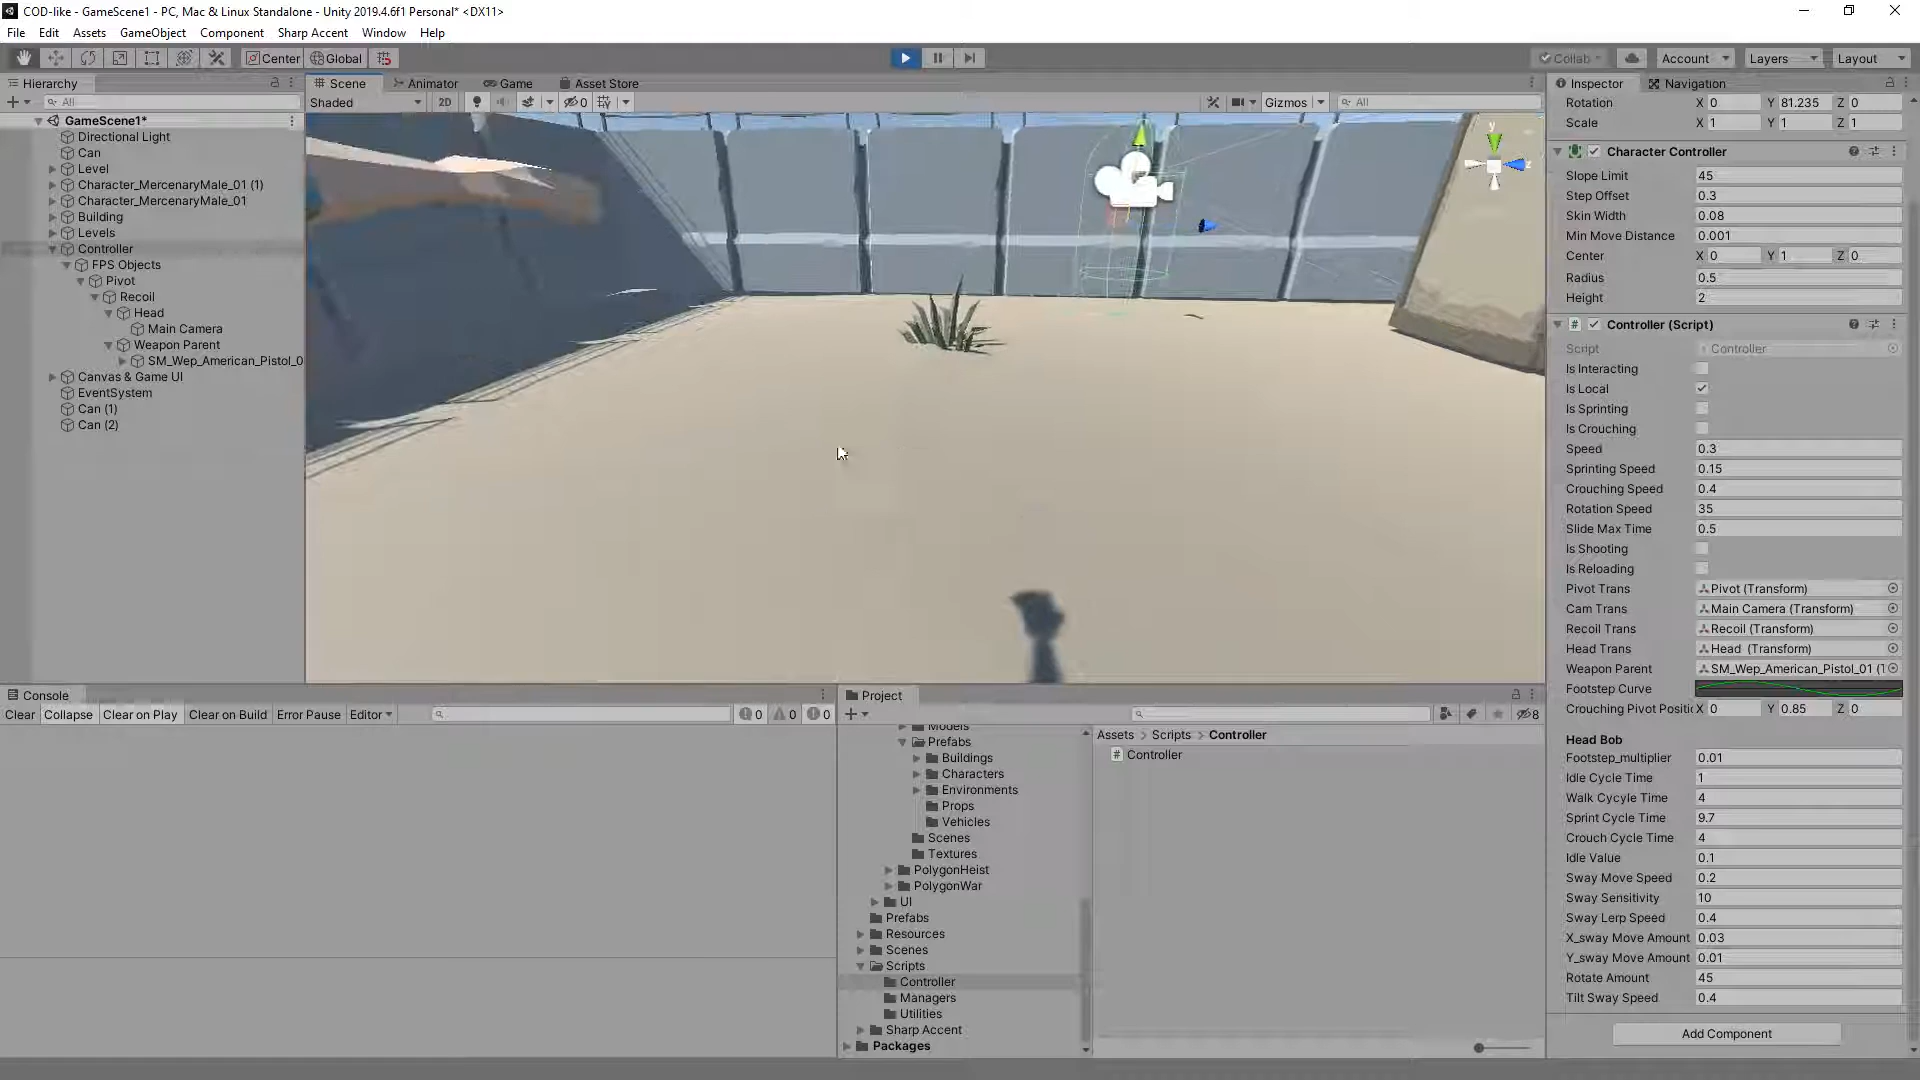 COD-like - GameScene1 - PC, Mac & Linux Standalone - Unity 2019.4.6f1 Personal* <DX11>
File Edit Assets GameObject Component Sharp Accent Window Help
Center Global Collab Account Layers Layout
Hierarchy
All
GameScene1*
Directional Light
Can
Level
Character_MercenaryMale_01 (1)
Character_MercenaryMale_01
Building
Levels
Controller
FPS Objects
Pivot
Recoil
Head
Main Camera
Weapon Parent
SM_Wep_American_Pistol_0
Canvas & Game UI
EventSystem
Can (1)
Can (2)
Scene Animator Game Asset Store
Shaded 2D 0 Gizmos All
y
z
Inspector Navigation
Rotation X 0 Y 81.235 Z 0
Scale X 1 Y 1 Z 1
Character Controller
Slope Limit 45
Step Offset 0.3
Skin Width 0.08
Min Move Distance 0.001
Center X 0 Y 1 Z 0
Radius 0.5
Height 2
# Controller (Script)
Script Controller
Is Interacting
Is Local
Is Sprinting
Is Crouching
Speed 0.3
Sprinting Speed 0.15
Crouching Speed 0.4
Rotation Speed 35
Slide Max Time 0.5
Is Shooting
Is Reloading
Pivot Trans Pivot (Transform)
Cam Trans Main Camera (Transform)
Recoil Trans Recoil (Transform)
Head Trans Head (Transform)
Weapon Parent SM_Wep_American_Pistol_01 (T
Footstep Curve
Crouching Pivot Positi X 0 Y 0.85 Z 0
Head Bob
Footstep_multiplier 0.01
Idle Cycle Time 1
Walk Cycyle Time 4
Sprint Cycle Time 9.7
Crouch Cycle Time 4
Idle Value 0.1
Sway Move Speed 0.2
Sway Sensitivity 10
Sway Lerp Speed 0.4
X_sway Move Amount 0.03
Y_sway Move Amount 0.01
Rotate Amount 45
Tilt Sway Speed 0.4
Add Component
Console
Clear Collapse Clear on Play Clear on Build Error Pause Editor 0 0 0
Project
8
Models
Prefabs
Buildings
Characters
Environments
Props
Vehicles
Scenes
Textures
PolygonHeist
PolygonWar
UI
Prefabs
Resources
Scenes
Scripts
Controller
Managers
Utilities
Sharp Accent
Packages
Assets > Scripts > Controller
# Controller